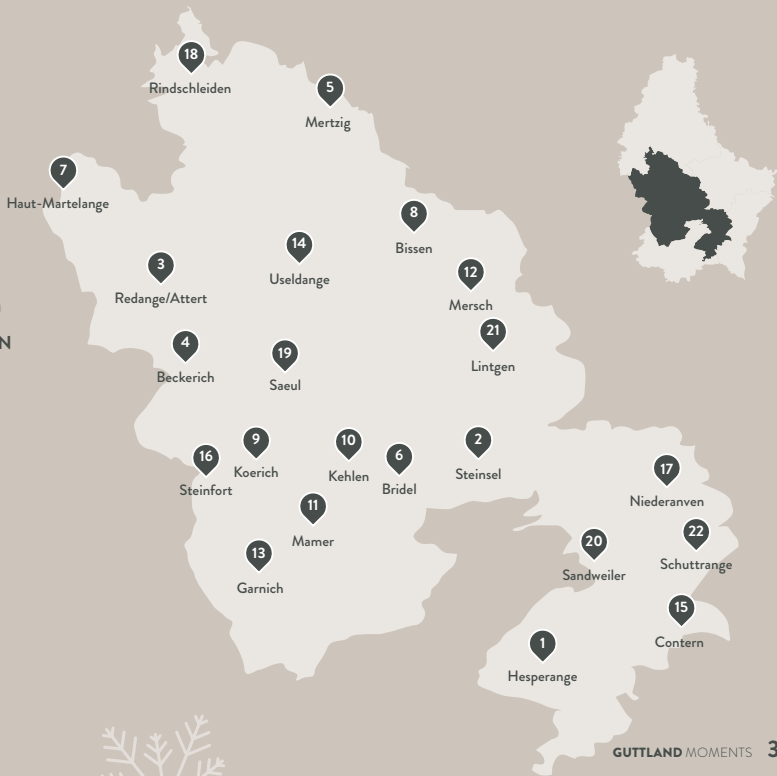 18
Rindschleiden
5
Mertzig
7
Haut-Martelange
8
Bissen
14
Useldange
3
Redange/Attert
12
Mersch
21
Lintgen
4
Beckerich
19
Saeul
N
9
Koerich
10
Kehlen
2
Steinsel
16
Steinfort
6
Bridel
17
Niederanven
11
Mamer
22
Schuttrange
20
Sandweiler
13
Garnich
15
Contern
1
Hesperange
GUTTLAND MOMENTS 3